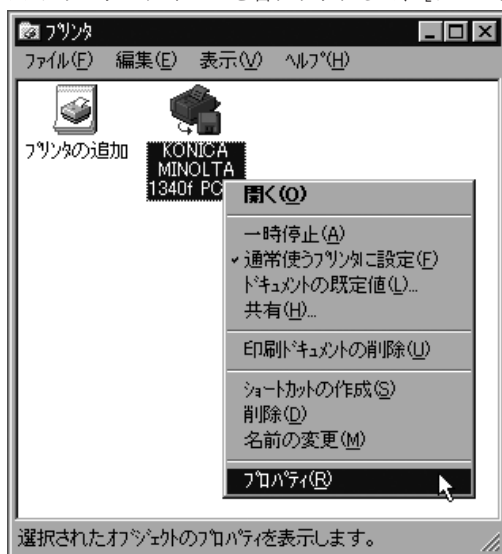 プリンタ
ファイル(F) 編集(E) 表示(V) ヘルプ(H)
プリンタの追加
KONICA
MINOLTA
1340f PC
開く(O)
一時停止(A)
通常使うプリンタに設定(F)
ドキュメントの既定値(L)...
共有(H)...
印刷ドキュメントの削除(U)
ショートカットの作成(S)
削除(D)
名前の変更(M)
プロパティ(R)
選択されたオブジェクトのプロパティを表示します。